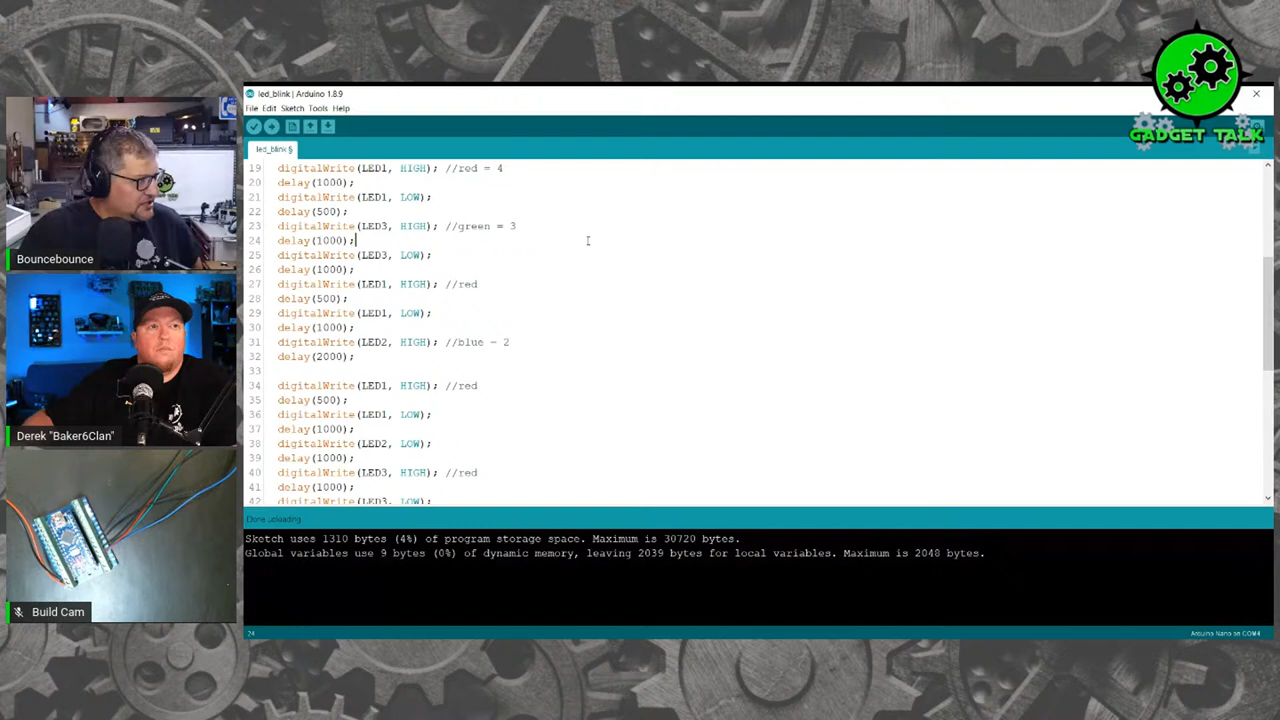 GADGET TALK
led_blink | Arduino 1.8.9
File Edit Sketch Tools Help
led_blink §
19 digitalWrite(LED1, HIGH); //red = 4
20 delay(1000);
21 digitalWrite(LED1, LOW);
22 delay(500);
23 digitalWrite(LED3, HIGH); //green = 3
24 delay(1000);
25 digitalWrite(LED3, LOW);
26 delay(1000);
27 digitalWrite(LED1, HIGH); //red
28 delay(500);
29 digitalWrite(LED1, LOW);
30 delay(1000);
31 digitalWrite(LED2, HIGH); //blue = 2
32 delay(2000);
33
34 digitalWrite(LED1, HIGH); //red
35 delay(500);
36 digitalWrite(LED1, LOW);
37 delay(1000);
38 digitalWrite(LED2, LOW);
39 delay(1000);
40 digitalWrite(LED3, HIGH); //red
41 delay(1000);
42 digitalWrite(LED3, LOW);
Done uploading.
Sketch uses 1310 bytes (4%) of program storage space. Maximum is 30720 bytes.
Global variables use 9 bytes (0%) of dynamic memory, leaving 2039 bytes for local variables. Maximum is 2048 bytes.
24
Arduino Nano on COM4
Bouncebounce
Derek "Baker6Clan"
Build Cam